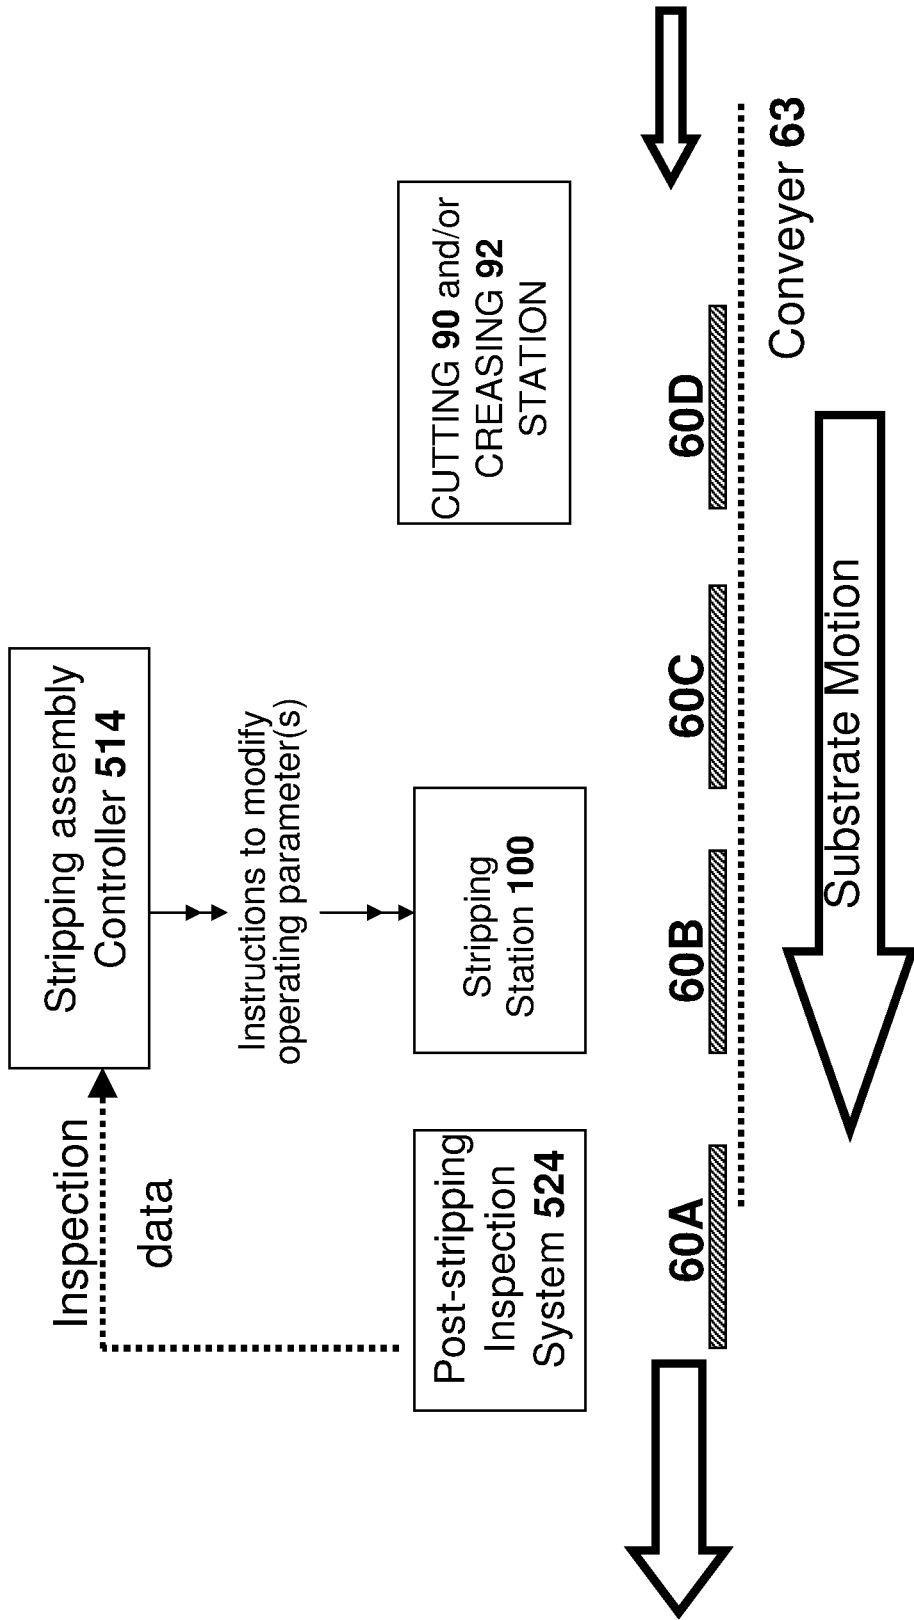 Stripping assembly
Controller 514
Inspection
data
Instructions to modify
operating parameter(s)
Post-stripping
Inspection
System 524
Stripping
Station 100
CUTTING 90 and/or
CREASING 92
STATION
60A
60B
60C
60D
Conveyer 63
Substrate Motion